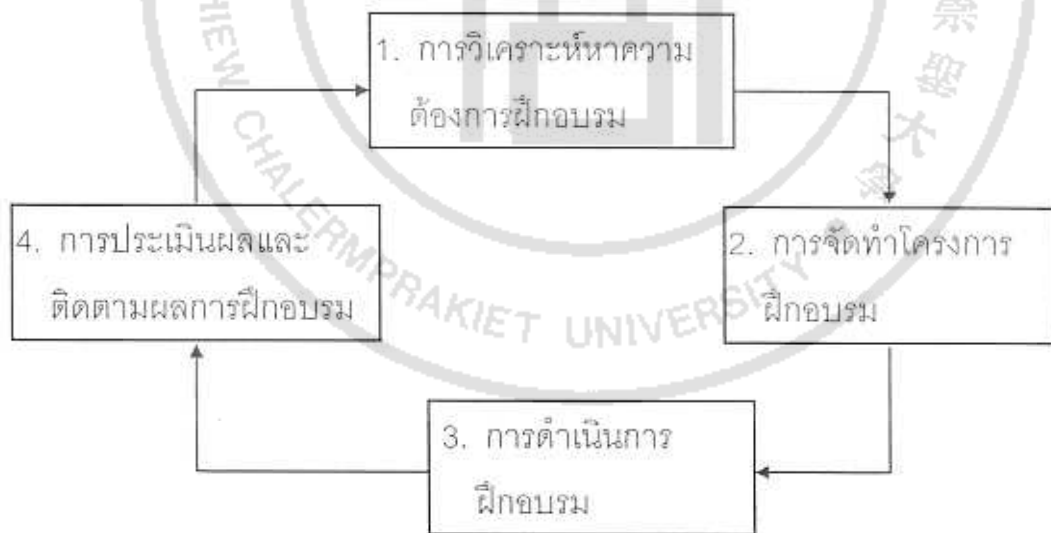 1. การวิเคราะห์หาความ
ต้องการฝึกอบรม
2. การจัดทำโครงการ
ฝึกอบรม
3. การดำเนินการ
ฝึกอบรม
4. การประเมินผลและ
ติดตามผลการฝึกอบรม
HIEW CHALERMPRAKIET UNIVERSITY
崇聖大學